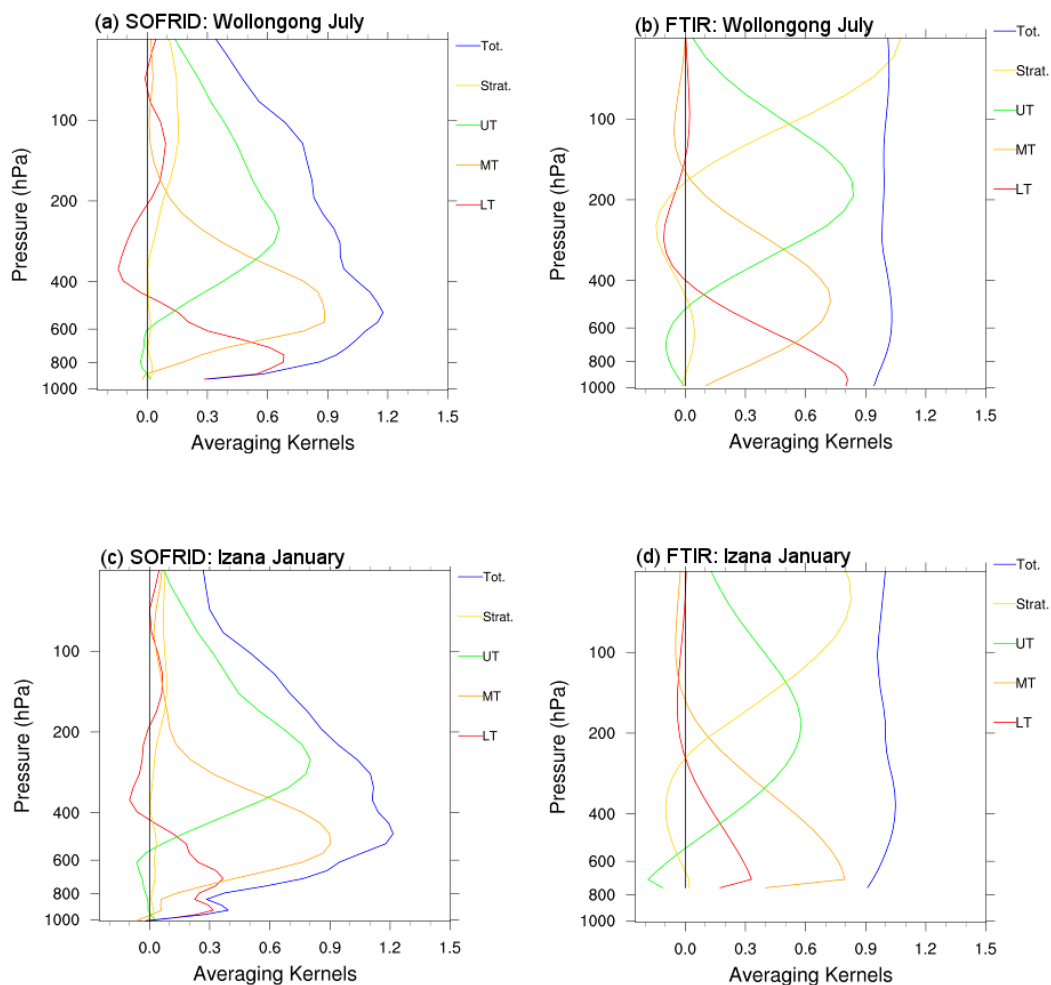 (a) SOFRID: Wollongong July
Tot.
Strat.
UT
MT
LT
100
200
400
600
800
1000
Pressure (hPa)
0.0 0.3 0.6 0.9 1.2 1.5
Averaging Kernels
(b) FTIR: Wollongong July
Tot.
Strat.
UT
MT
LT
100
200
400
600
800
1000
Pressure (hPa)
0.0 0.3 0.6 0.9 1.2 1.5
Averaging Kernels
(c) SOFRID: Izana January
Tot.
Strat.
UT
MT
LT
100
200
400
600
800
1000
Pressure (hPa)
0.0 0.3 0.6 0.9 1.2 1.5
Averaging Kernels
(d) FTIR: Izana January
Tot.
Strat.
UT
MT
LT
100
200
400
600
800
1000
Pressure (hPa)
0.0 0.3 0.6 0.9 1.2 1.5
Averaging Kernels